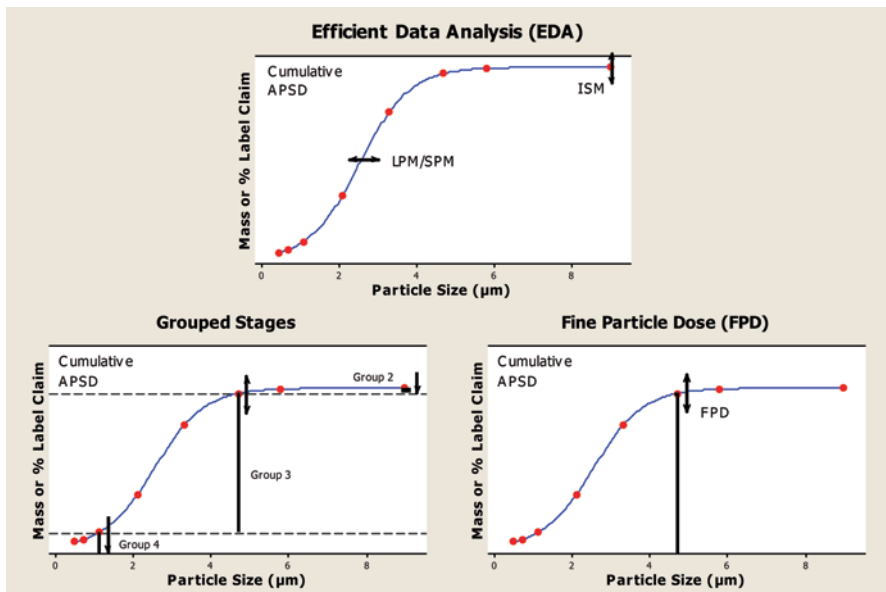 Efficient Data Analysis (EDA)
Cumulative
APSD
ISM
LPM/SPM
Mass or % Label Claim
0 2 4 6 8
Particle Size (μm)
Grouped Stages
Cumulative
APSD
Group 2
Group 3
Group 4
Mass or % Label Claim
0 2 4 6 8
Particle Size (μm)
Fine Particle Dose (FPD)
Cumulative
APSD
FPD
Mass or % Label Claim
0 2 4 6 8
Particle Size (μm)